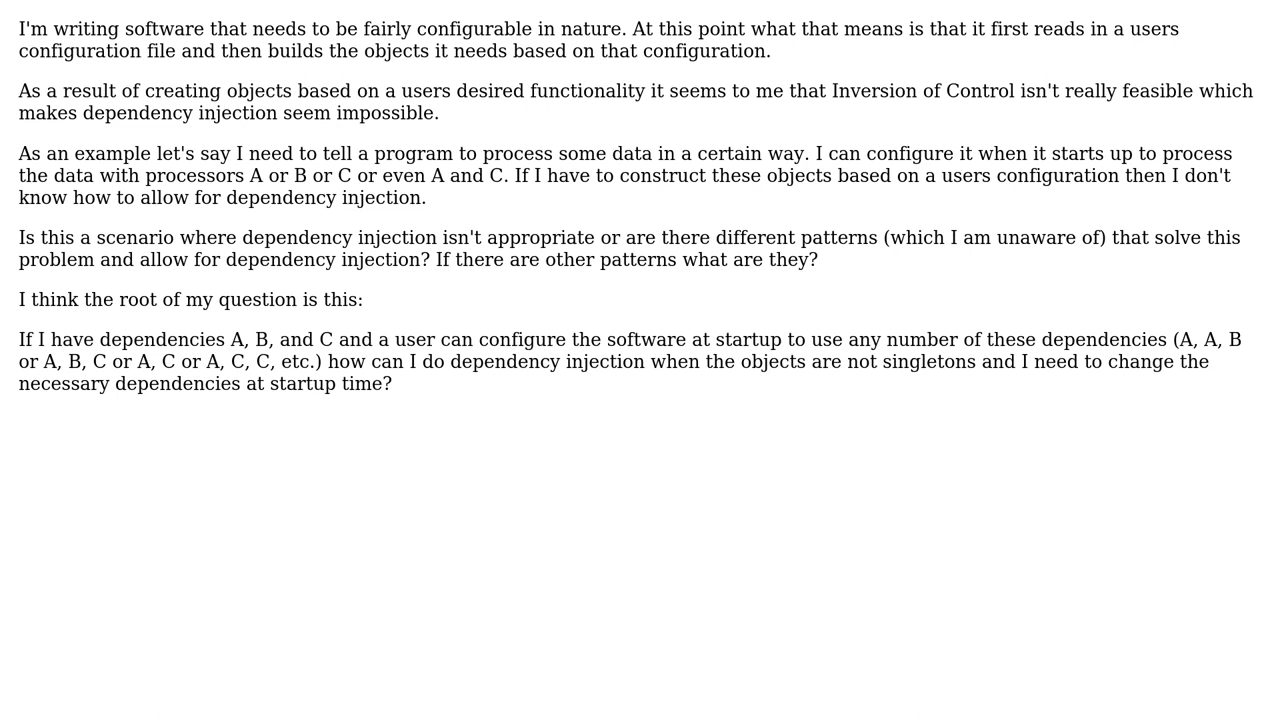 I'm writing software that needs to be fairly configurable in nature. At this point what that means is that it first reads in a users
configuration file and then builds the objects it needs based on that configuration.
As a result of creating objects based on a users desired functionality it seems to me that Inversion of Control isn't really feasible which
makes dependency injection seem impossible.
As an example let's say I need to tell a program to process some data in a certain way. I can configure it when it starts up to process
the data with processors A or B or C or even A and C. If I have to construct these objects based on a users configuration then I don't
know how to allow for dependency injection.
Is this a scenario where dependency injection isn't appropriate or are there different patterns (which I am unaware of) that solve this
problem and allow for dependency injection? If there are other patterns what are they?
I think the root of my question is this:
If I have dependencies A, B, and C and a user can configure the software at startup to use any number of these dependencies (A, A, B
or A, B, C or A, C or A, C, C, etc.) how can I do dependency injection when the objects are not singletons and I need to change the
necessary dependencies at startup time?